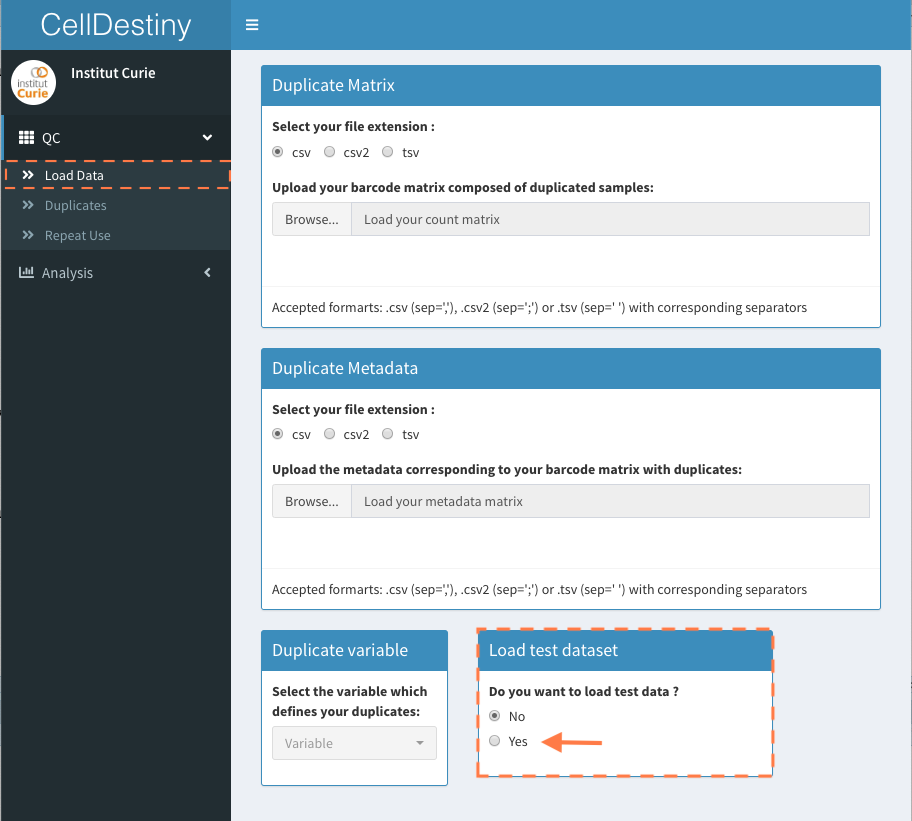 CellDestiny
institut
Curie
Institut Curie
QC
Load Data
Duplicates
Repeat Use
Analysis
Duplicate Matrix
Select your file extension :
csv csv2 tsv
Upload your barcode matrix composed of duplicated samples:
Browse... Load your count matrix
Accepted formarts: .csv (sep=','), .csv2 (sep=';') or .tsv (sep=' ') with corresponding separators
Duplicate Metadata
Select your file extension :
csv csv2 tsv
Upload the metadata corresponding to your barcode matrix with duplicates:
Browse... Load your metadata matrix
Accepted formarts: .csv (sep=','), .csv2 (sep=';') or .tsv (sep=' ') with corresponding separators
Duplicate variable
Select the variable which
defines your duplicates:
Variable
Load test dataset
Do you want to load test data ?
No
Yes